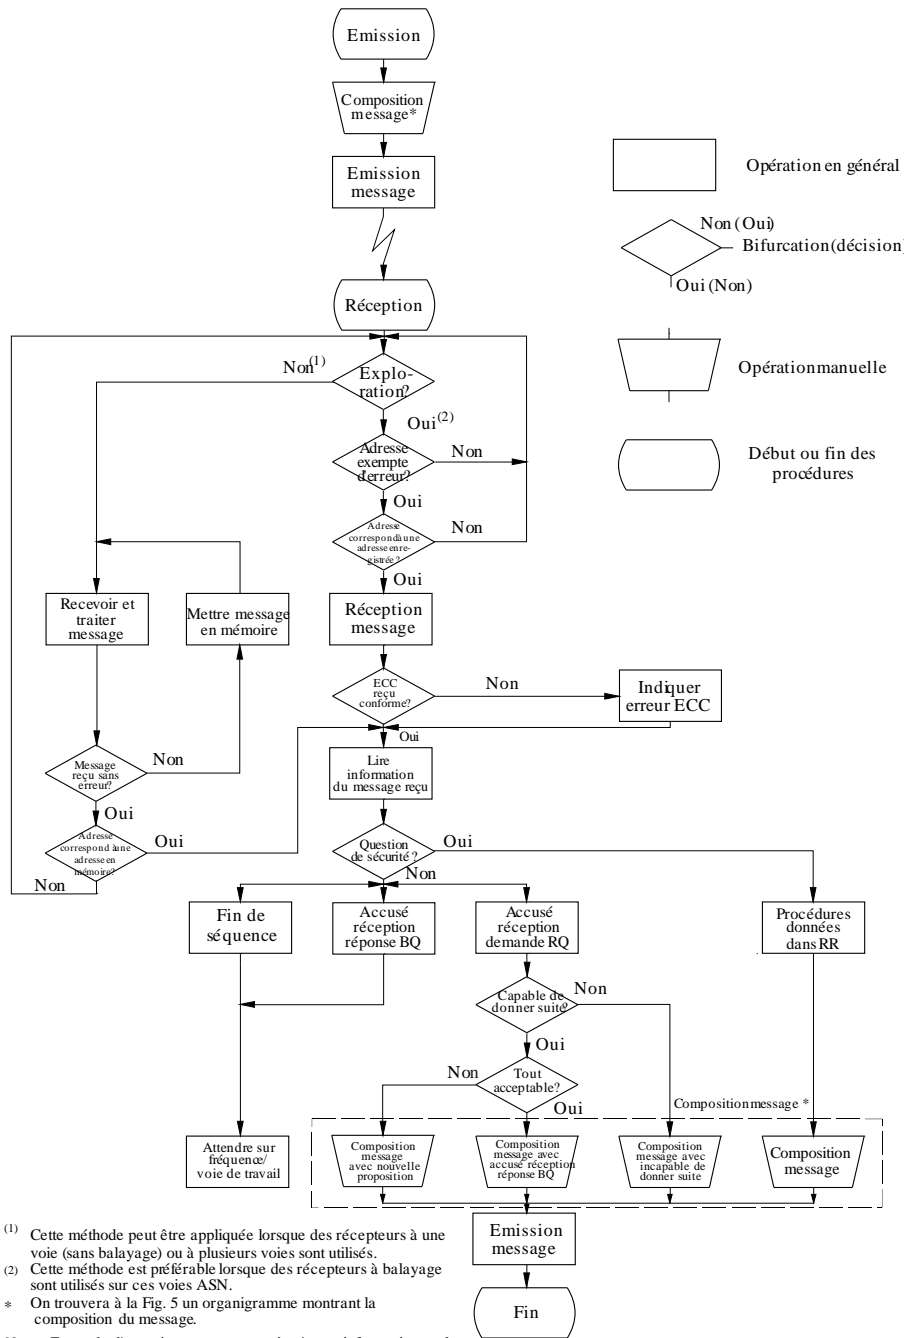 Emission
Composition
message*
Emission
message
Opération en général
Non (Oui)
Bifurcation (décision)
Oui (Non)
Réception
Non(1)
Explo-
ration?
Opération manuelle
Oui(2)
Adresse
exempte
d'erreur?
Non
Début ou fin des
procédures
Oui
Adresse
correspond à une
adresse enre-
gistrée ?
Non
Oui
Recevoir et
traiter
message
Mettre message
en mémoire
Réception
message
ECC
reçu
conforme?
Non
Indiquer
erreur ECC
Oui
Message
reçu sans
erreur?
Non
Lire
information
du message reçu
Oui
Adresse
correspond à une
adresse en
mémoire?
Oui
Non
Question
de sécurité ?
Oui
Non
Fin de
séquence
Accusé
réception
réponse BQ
Accusé
réception
demande RQ
Procédures
données
dans RR
Capable de
donner suite?
Non
Oui
Non
Tout
acceptable?
Oui
Composition message *
Attendre sur
fréquence/
voie de travail
Composition
message
avec nouvelle
proposition
Composition
message avec
accusé réception
réponse BQ
Composition
message avec
incapable de
donner suite
Composition
message
Emission
message
Fin
(1) Cette méthode peut être appliquée lorsque des récepteurs à une
voie (sans balayage) ou à plusieurs voies sont utilisés.
(2) Cette méthode est préférable lorsque des récepteurs à balayage
sont utilisés sur ces voies ASN.
* On trouvera à la Fig. 5 un organigramme montrant la
composition du message.